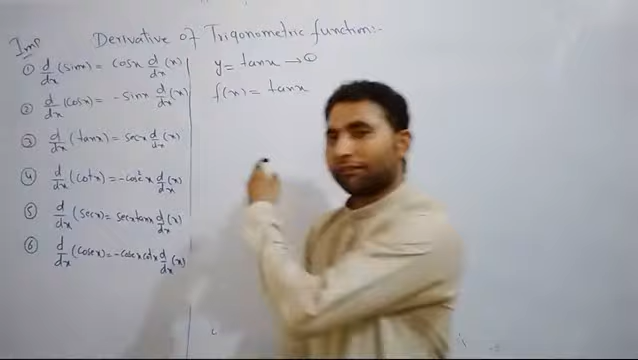 Imp Derivative of Trigonometric function:-
① d/dx (sinx) = cosx d/dx (x)
② d/dx (cosx) = -sinx d/dx (x)
③ d/dx (tanx) = sec²x d/dx (x)
④ d/dx (cotx) = -cosec²x d/dx (x)
⑤ d/dx (secx) = secxtanx d/dx (x)
⑥ d/dx (cosecx) = -cosecxcotx d/dx (x)
y = tanx → ①
f(x) = tanx